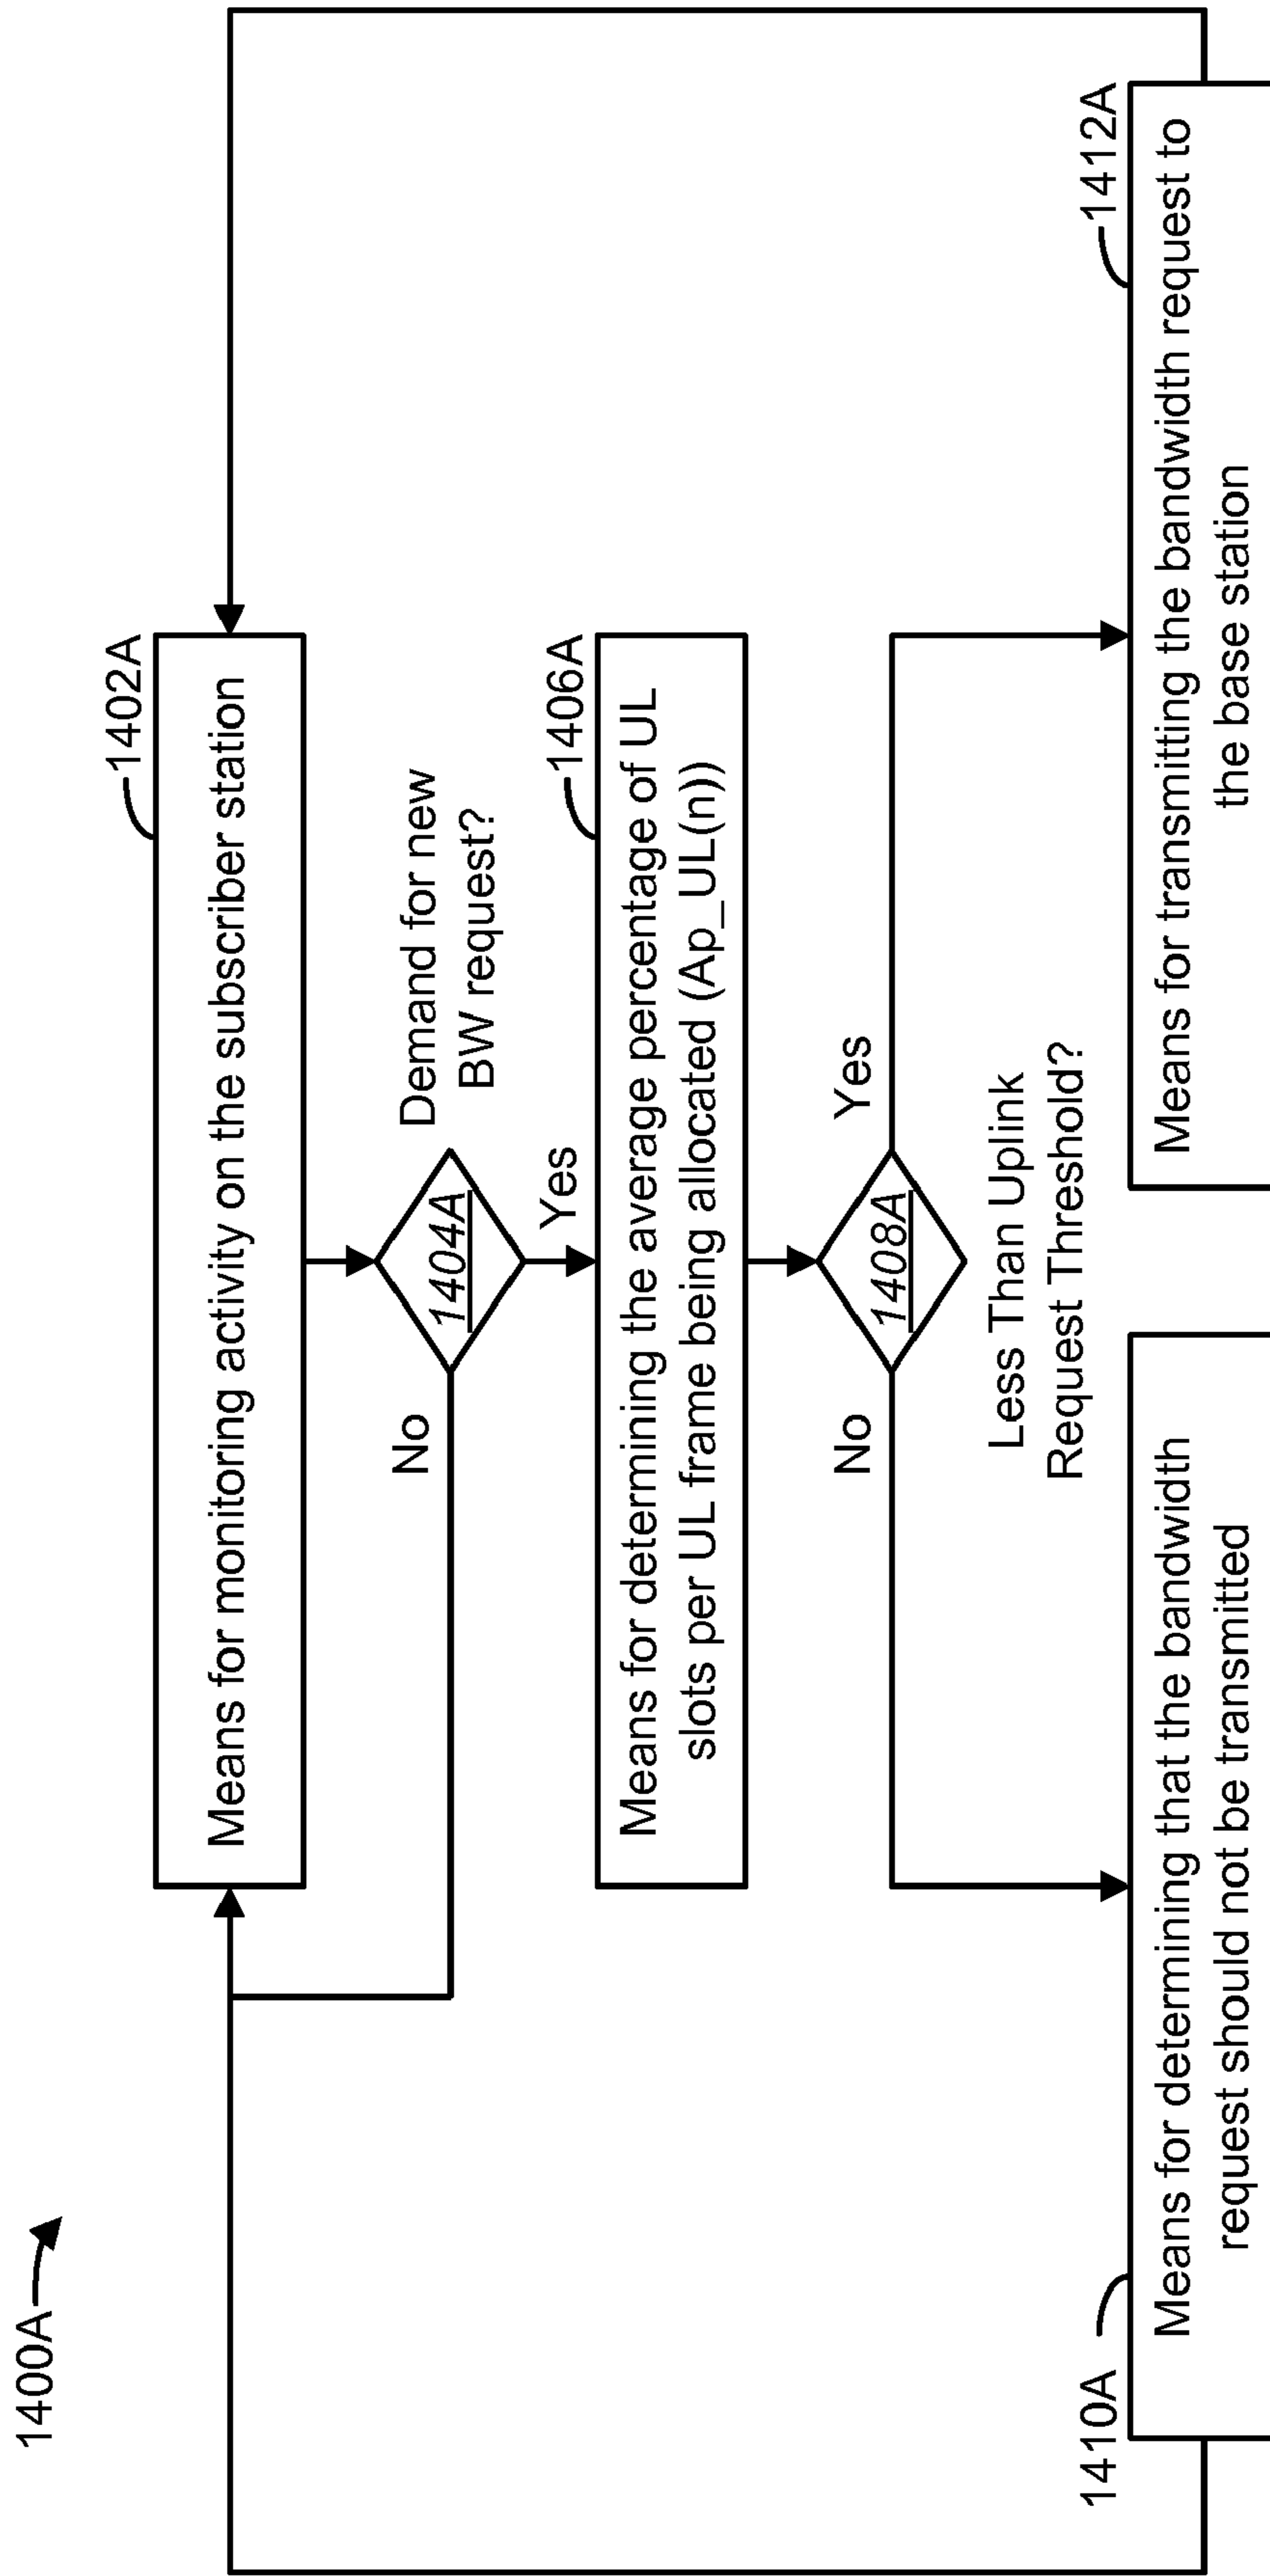 1400A
1402A
Means for monitoring activity on the subscriber station
Demand for new
BW request?
1404A
No
Yes
1406A
Means for determining the average percentage of UL
slots per UL frame being allocated (Ap_UL(n))
1408A
No
Yes
Less Than Uplink
Request Threshold?
1410A
Means for determining that the bandwidth
request should not be transmitted
1412A
Means for transmitting the bandwidth request to
the base station